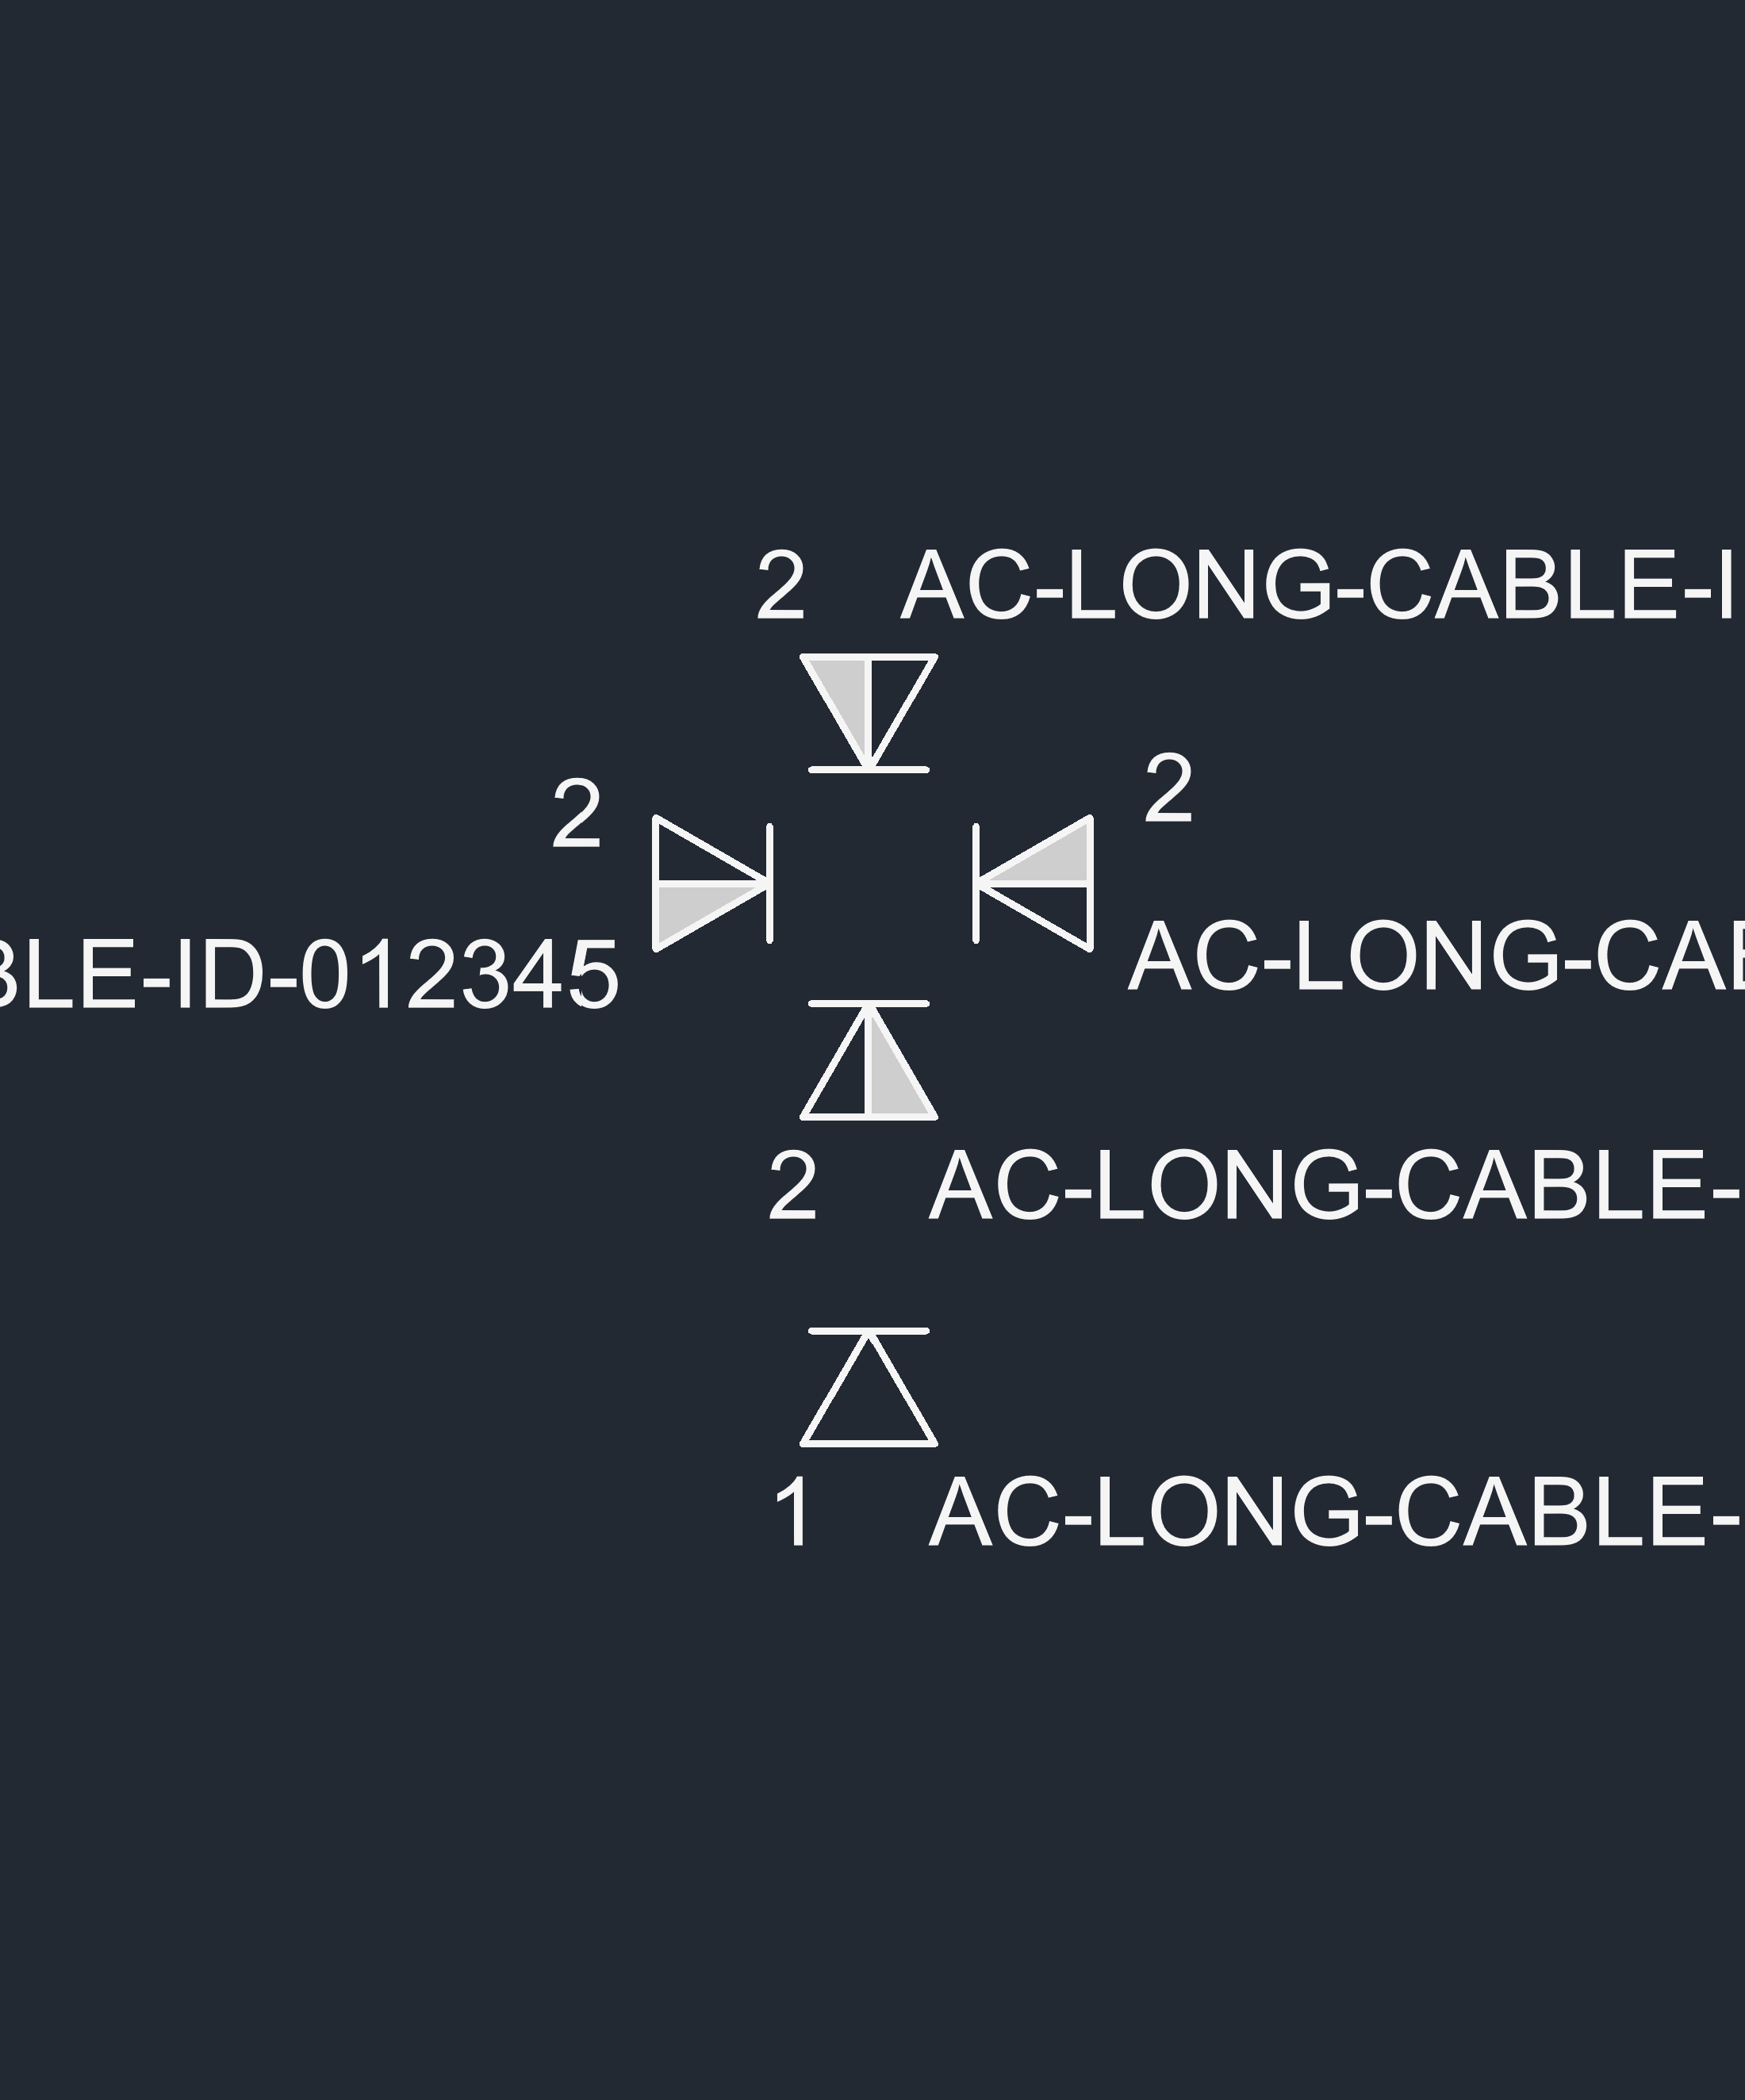 2 AC-LONG-CABLE-I
2
2
AC-LONG-CAB
BLE-ID-012345
2 AC-LONG-CABLE-
1 AC-LONG-CABLE-